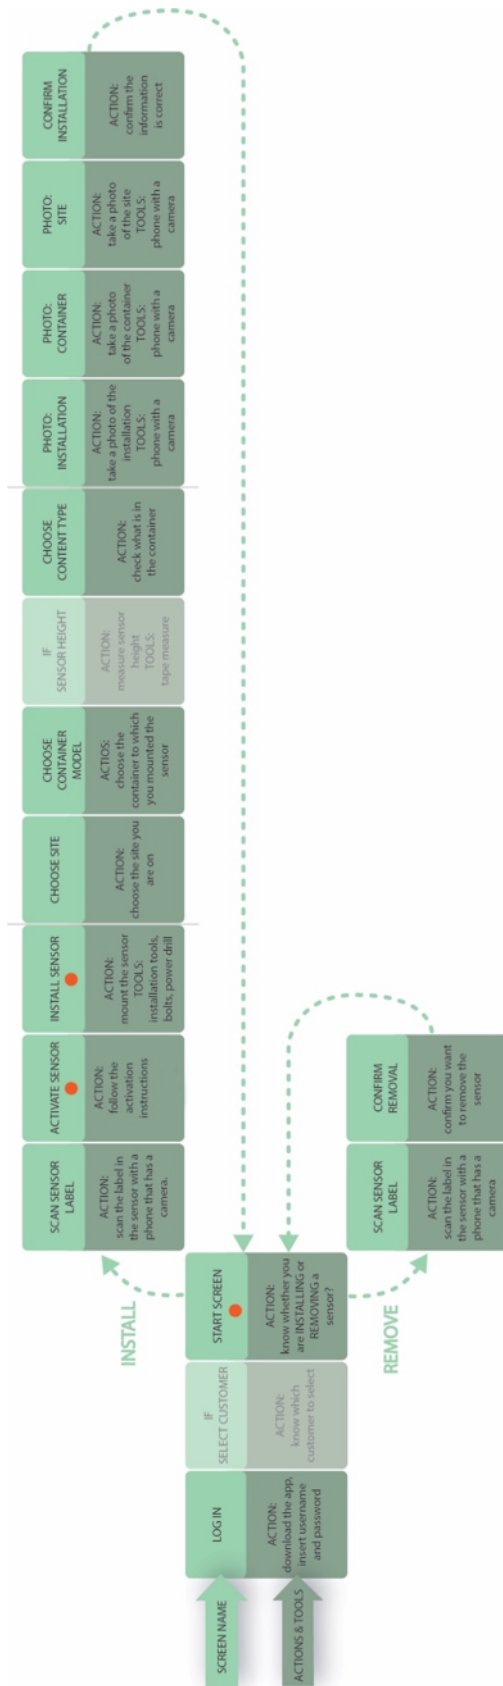 SCREEN NAME
ACTIONS & TOOLS
LOG IN
ACTION:
download the app,
insert username
and password
IF
SELECT CUSTOMER
ACTION:
know which
customer to select
START SCREEN
ACTION:
know whether you
are INSTALLING or
REMOVING a
sensor?
INSTALL
SCAN SENSOR
LABEL
ACTION:
scan the label in
the sensor with a
phone that has a
camera.
ACTIVATE SENSOR
ACTION:
follow the
activation
instructions
INSTALL SENSOR
ACTION:
mount the sensor
TOOLS:
installation tools,
bolts, power drill
CHOOSE SITE
ACTION:
choose the site you
are on
CHOOSE
CONTAINER
MODEL
ACTIOS:
choose the
container to which
you mounted the
sensor
IF
SENSOR HEIGHT
ACTION:
measure sensor
height
TOOLS:
tape measure
CHOOSE
CONTENT TYPE
ACTION:
check what is in
the container
PHOTO:
INSTALLATION
ACTION:
take a photo of the
installation
TOOLS:
phone with a
camera
PHOTO:
CONTAINER
ACTION:
take a photo
of the container
TOOLS:
phone with a
camera
PHOTO:
SITE
ACTION:
take a photo
of the site
TOOLS:
phone with a
camera
CONFIRM
INSTALLATION
ACTION:
confirm the
information
is correct
REMOVE
SCAN SENSOR
LABEL
ACTION:
scan the label in
the sensor with a
phone that has a
camera
CONFIRM
REMOVAL
ACTION:
confirm you want
to remove the
sensor